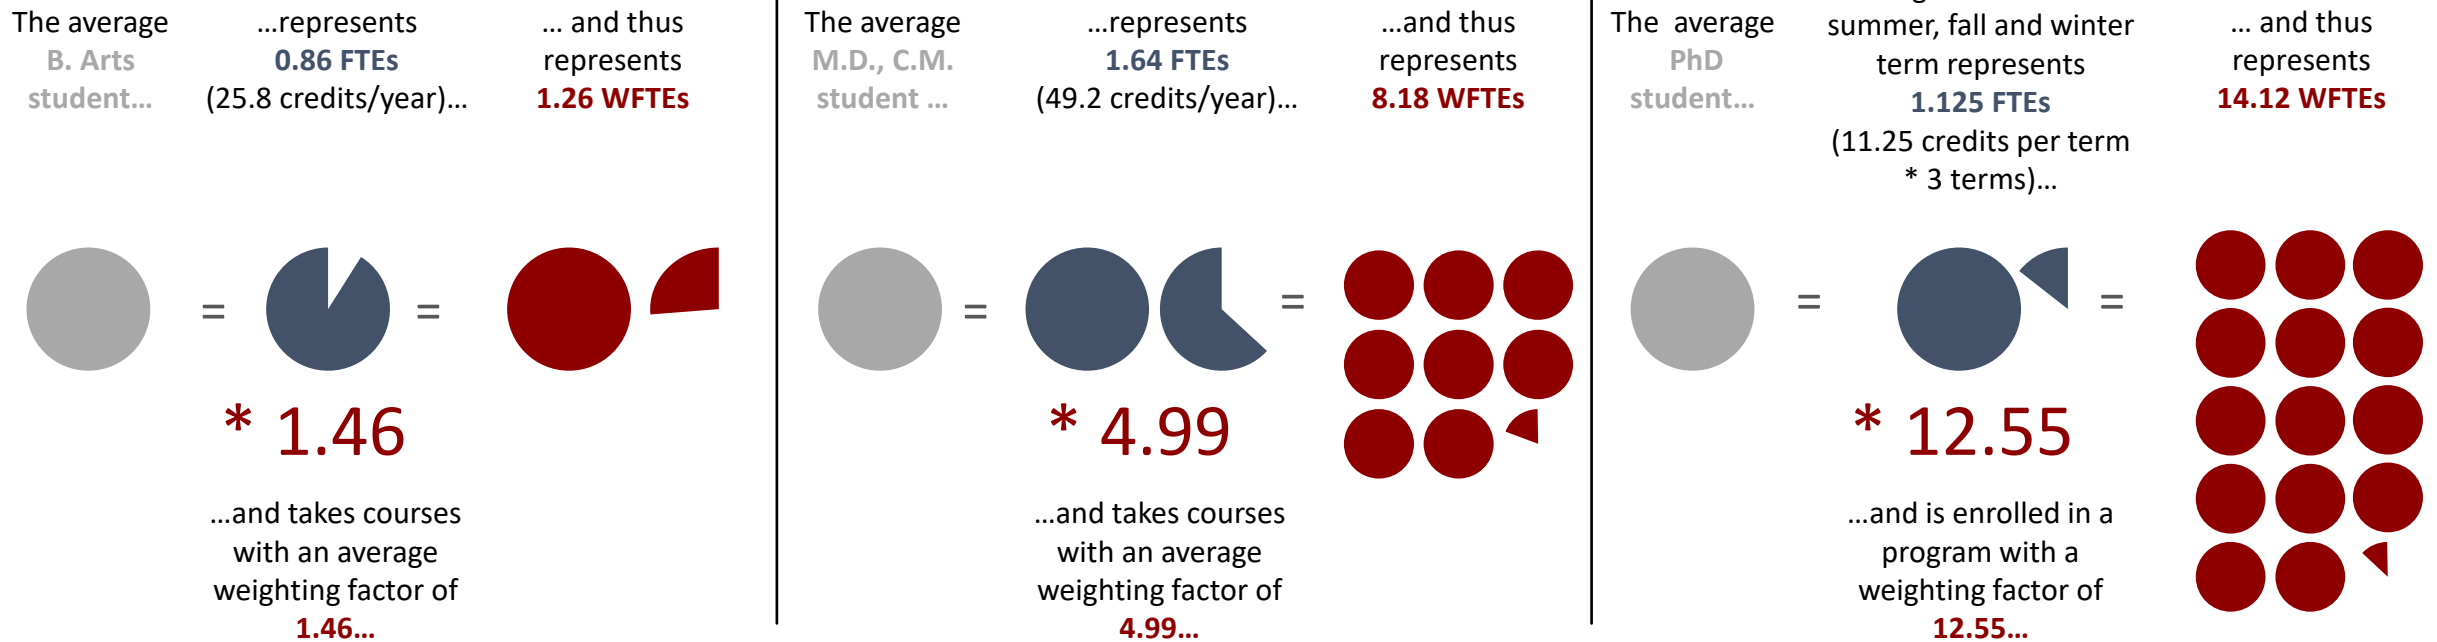 The average
B. Arts
student...
...represents
0.86 FTEs
(25.8 credits/year)...
... and thus
represents
1.26 WFTEs
=
=
* 1.46
...and takes courses
with an average
weighting factor of
1.46...
The average
M.D., C.M.
student ...
...represents
1.64 FTEs
(49.2 credits/year)...
...and thus
represents
8.18 WFTEs
=
=
* 4.99
...and takes courses
with an average
weighting factor of
4.99...
The average
PhD
student...
summer, fall and winter
term represents
1.125 FTEs
(11.25 credits per term
* 3 terms)...
... and thus
represents
14.12 WFTEs
=
=
* 12.55
...and is enrolled in a
program with a
weighting factor of
12.55...